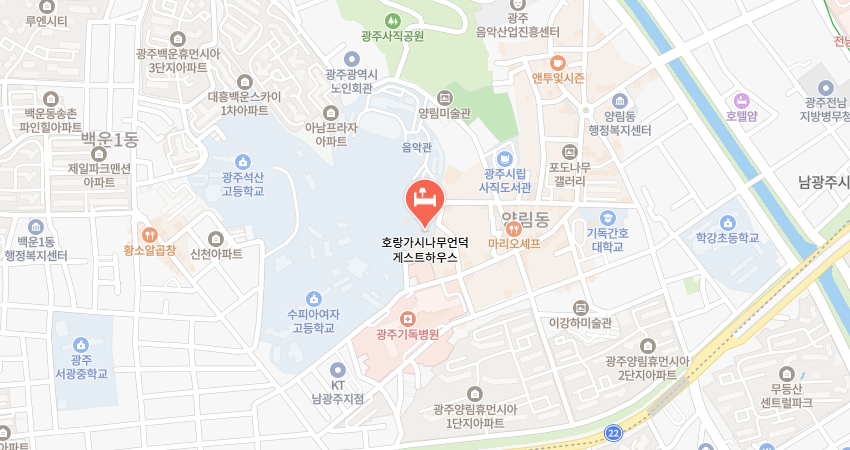 루엔시티
광주사직공원
광주
음악산업진흥센터
광주백운휴먼시아
3단지아파트
광주광역시
노인회관
앤투잇시즌
전남
대흥백운스카이
1차아파트
양림미술관
양림동
행정복지센터
호텔얌
광주전남
지방병무청
백운동송촌
파인힐아파트
아남프라자
아파트
백운1동
음악관
제일파크맨션
아파트
광주석산
고등학교
광주시립
사직도서관
포도나무
갤러리
남광주시
양림동
백운1동
행정복지센터
황소알곱창
신천아파트
호랑가시나무언덕
게스트하우스
마리오셰프
기독간호
대학교
학강초등학교
수피아여자
고등학교
광주기독병원
이강하미술관
광주
서광중학교
KT
남광주지점
광주양림휴먼시아
2단지아파트
무등산
센트럴파크
광주양림휴먼시아
1단지아파트
22
아파트